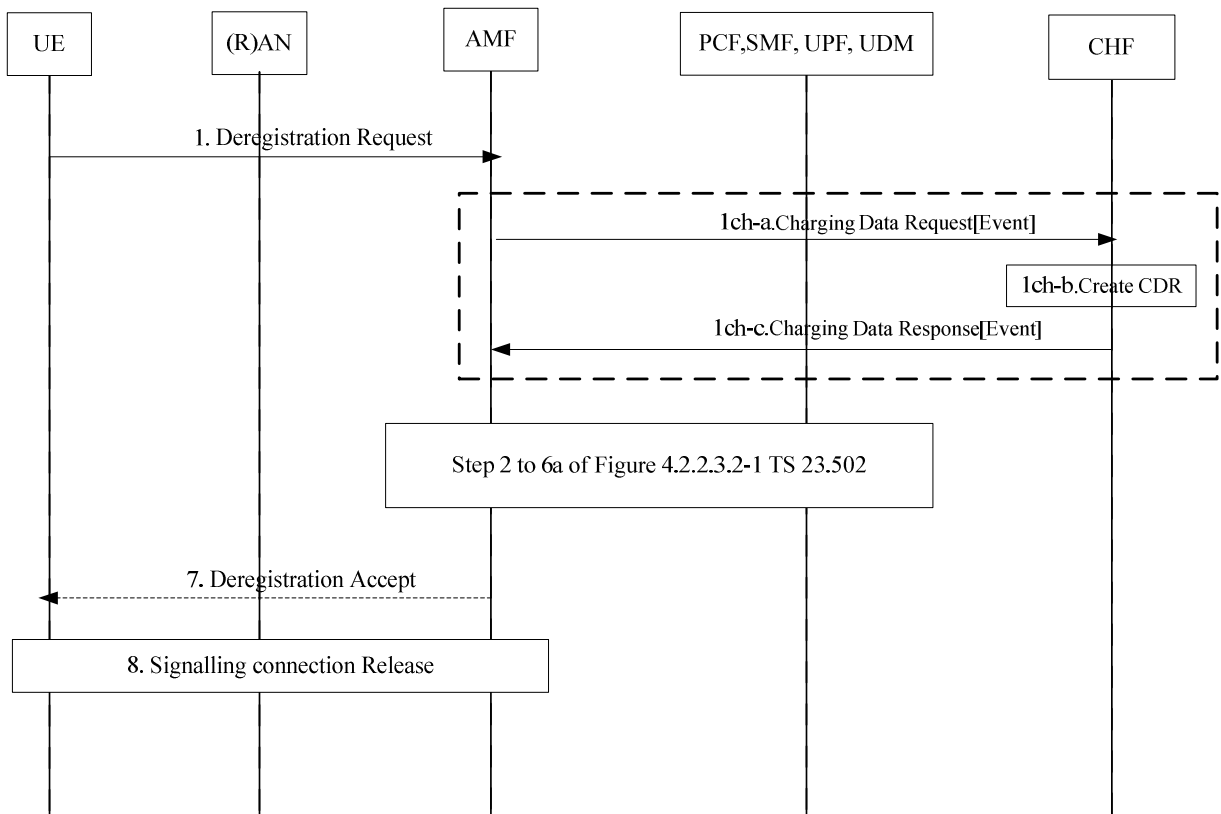 UE
(R)AN
AMF
PCF,SMF, UPF, UDM
CHF
1. Deregistration Request
1ch-a.Charging Data Request[Event]
1ch-b.Create CDR
1ch-c.Charging Data Response[Event]
Step 2 to 6a of Figure 4.2.2.3.2-1 TS 23.502
7. Deregistration Accept
8. Signalling connection Release